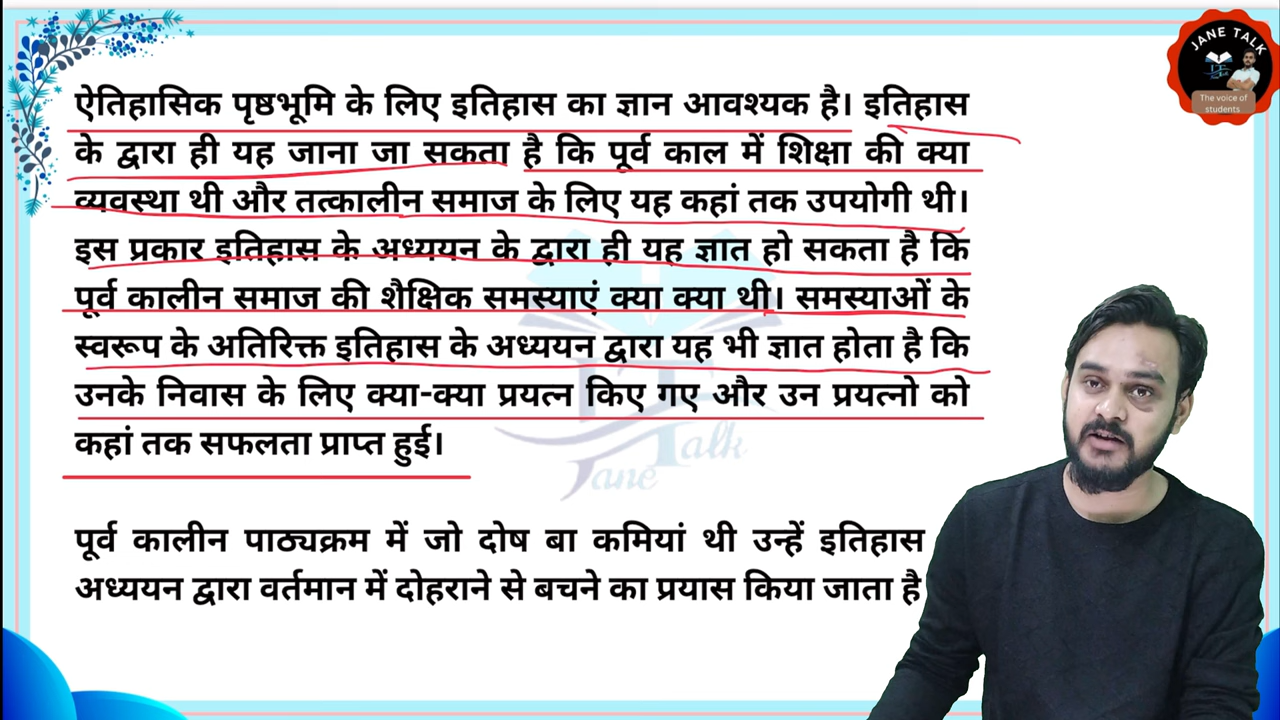 JANE TALK
The voice of
students
ऐतिहासिक पृष्ठभूमि के लिए इतिहास का ज्ञान आवश्यक है। इतिहास
के द्वारा ही यह जाना जा सकता है कि पूर्व काल में शिक्षा की क्या
व्यवस्था थी और तत्कालीन समाज के लिए यह कहां तक उपयोगी थी।
इस प्रकार इतिहास के अध्ययन के द्वारा ही यह ज्ञात हो सकता है कि
पूर्व कालीन समाज की शैक्षिक समस्याएं क्या क्या थी। समस्याओं के
स्वरूप के अतिरिक्त इतिहास के अध्ययन द्वारा यह भी ज्ञात होता है कि
उनके निवास के लिए क्या-क्या प्रयत्न किए गए और उन प्रयत्नो को
कहां तक सफलता प्राप्त हुई।
Jane Talk
पूर्व कालीन पाठ्यक्रम में जो दोष बा कमियां थी उन्हें इतिहास
अध्ययन द्वारा वर्तमान में दोहराने से बचने का प्रयास किया जाता है